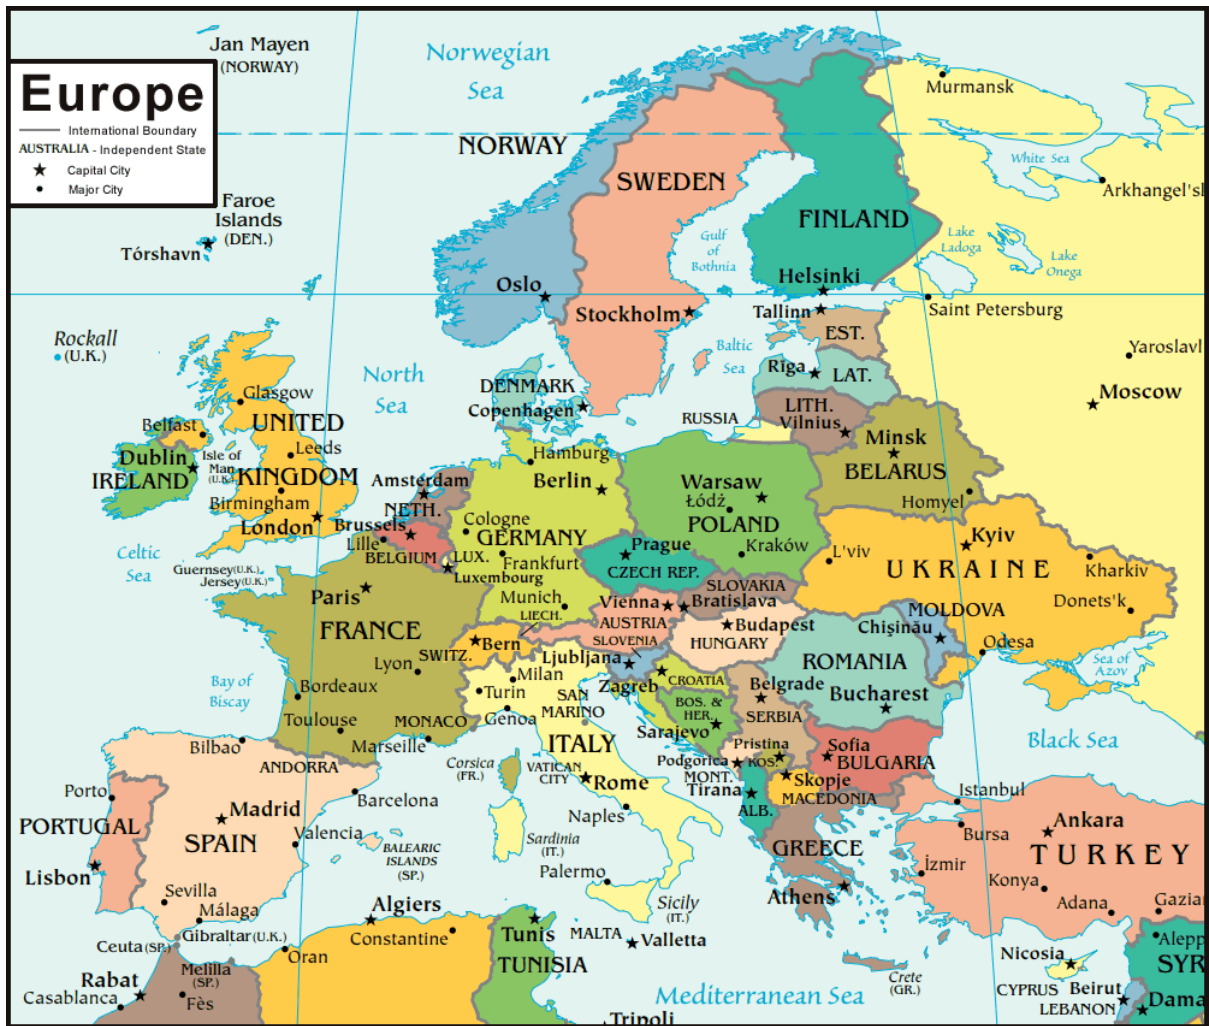 Jan Mayen
(NORWAY)
Norwegian
Sea
Europe
International Boundary
AUSTRALIA - Independent State
Capital City
Major City
Murmansk
NORWAY
White Sea
SWEDEN
Arkhangel's
Faroe
Islands
(DEN.)
Tórshavn
FINLAND
Gulf
of
Bothnia
Lake
Ladoga
Lake
Onega
Helsinki
Oslo
Stockholm
Tallinn
Saint Petersburg
EST.
Rockall
(U.K.)
Baltic
Sea
Yaroslavl
North
Sea
Rīga
LAT.
DENMARK
Copenhagen
Moscow
Glasgow
UNITED
KINGDOM
RUSSIA
LITH.
Vilnius
Belfast
Minsk
BELARUS
Leeds
Dublin
IRELAND
Isle of
Man
(U.K.)
Hamburg
Berlin
Amsterdam
NETH.
Warsaw
Łódź
POLAND
Homyel
Birmingham
London
Brussels
Lille
BELGIUM
Cologne
GERMANY
Kyiv
Kraków
Prague
CZECH REP.
L'viv
UKRAINE
Kharkiv
Celtic
Sea
Guernsey(U.K.)
Jersey(U.K.)
LUX.
Luxembourg
Frankfurt
SLOVAKIA
Paris
Munich
Vienna
Bratislava
Donets'k
LIECH.
AUSTRIA
MOLDOVA
Chişinău
FRANCE
Bern
SWITZ.
SLOVENIA
Budapest
HUNGARY
Odesa
Lyon
Ljubljana
Zagreb
CROATIA
ROMANIA
Sea of
Azov
Bay of
Biscay
Milan
Turin
Genoa
SAN
MARINO
Belgrade
SERBIA
Bucharest
Bordeaux
BOS. &
HER.
Sarajevo
Toulouse
MONACO
Marseille
ITALY
Pristina
KOS.
Sofia
BULGARIA
Black Sea
Bilbao
ANDORRA
Corsica
(FR.)
VATICAN
CITY
Rome
Podgorica
MONT.
Tirana
ALB.
Skopje
MACEDONIA
Istanbul
Porto
PORTUGAL
Madrid
SPAIN
Barcelona
Naples
Bursa
Ankara
TURKEY
Valencia
BALEARIC
ISLANDS
(SP.)
Sardinia
(IT.)
GREECE
Athens
İzmir
Konya
Lisbon
Palermo
Sevilla
Málaga
Sicily
(IT.)
Adana
Gazia
Algiers
Gibraltar(U.K.)
Ceuta(SP.)
Constantine
Tunis
TUNISIA
MALTA
Valletta
Alepp
SYR
Oran
Nicosia
CYPRUS
Rabat
Melilla
(SP.)
Crete
(GR.)
Beirut
LEBANON
Dama
Casablanca
Fès
Mediterranean Sea
Tripoli